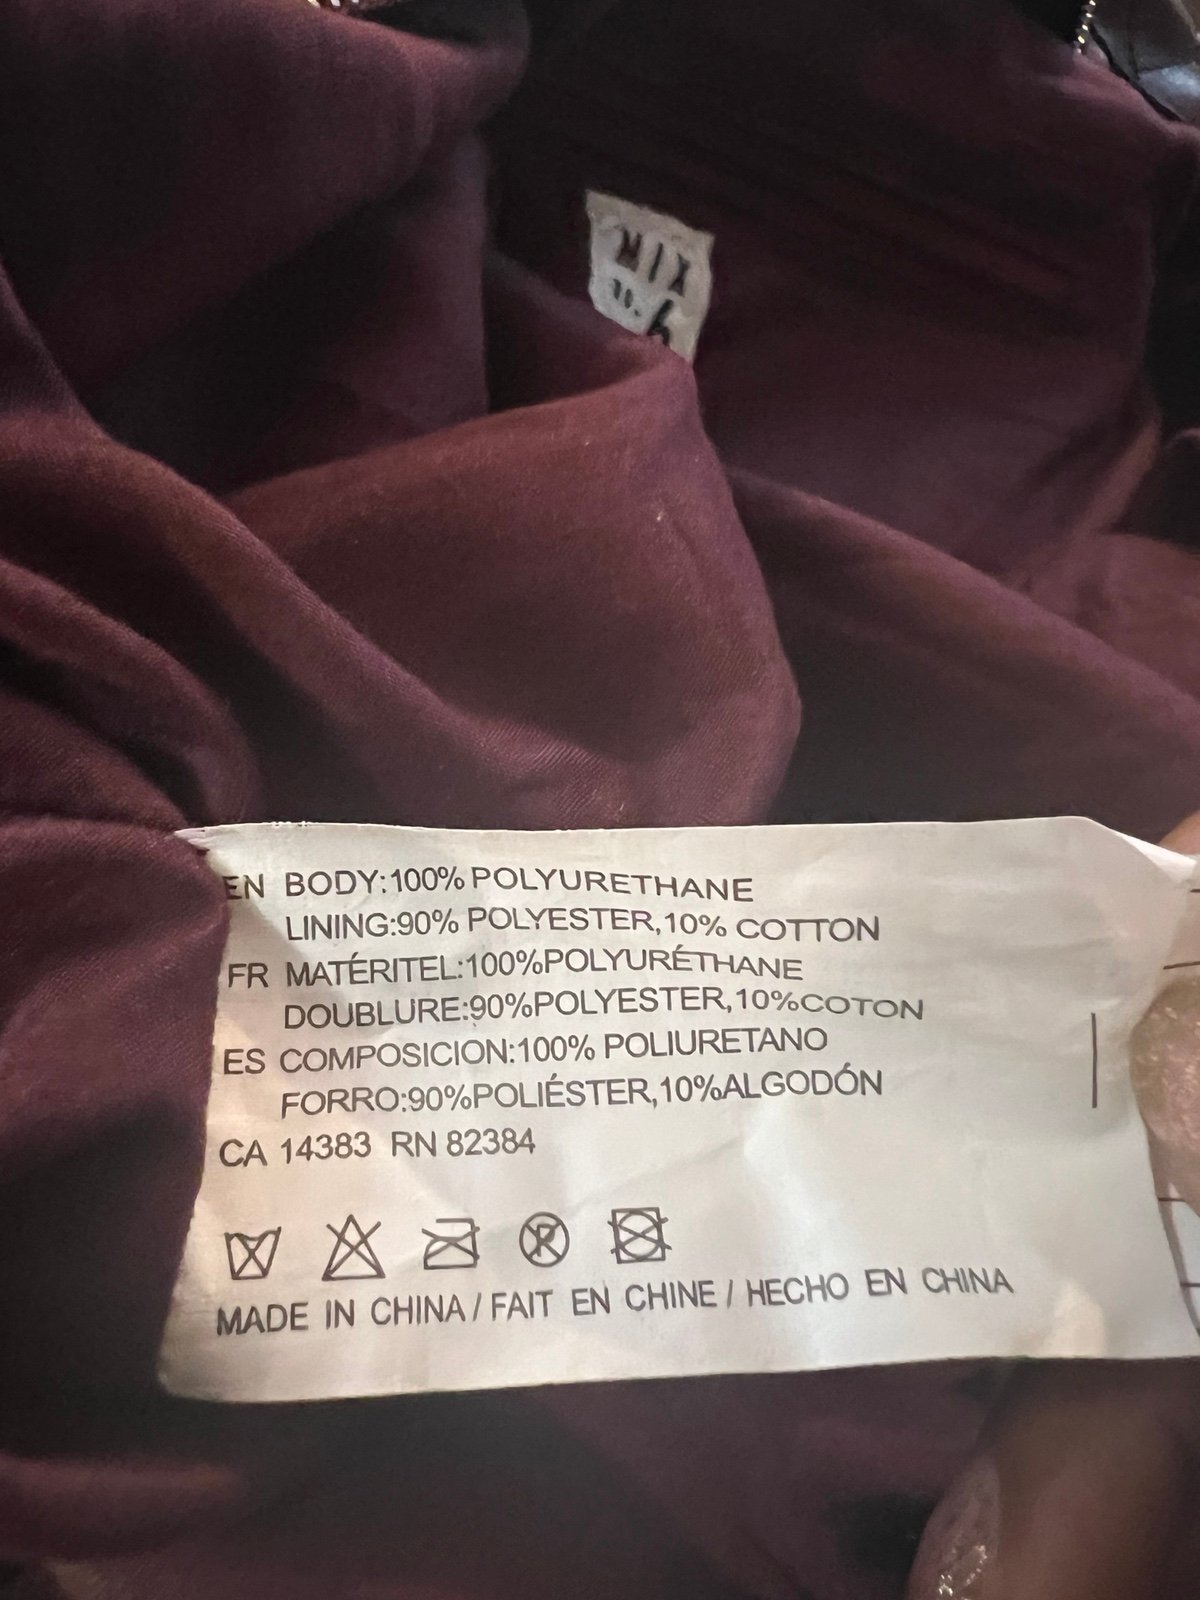 MIX
EN BODY:100% POLYURETHANE
LINING:90% POLYESTER,10% COTTON
FR MATÉRITEL:100%POLYURÉTHANE
DOUBLURE:90%POLYESTER,10%COTON
ES COMPOSICION:100% POLIURETANO
FORRO:90%POLIÉSTER,10%ALGODÓN
CA 14383 RN 82384
MADE IN CHINA / FAIT EN CHINE / HECHO EN CHINA